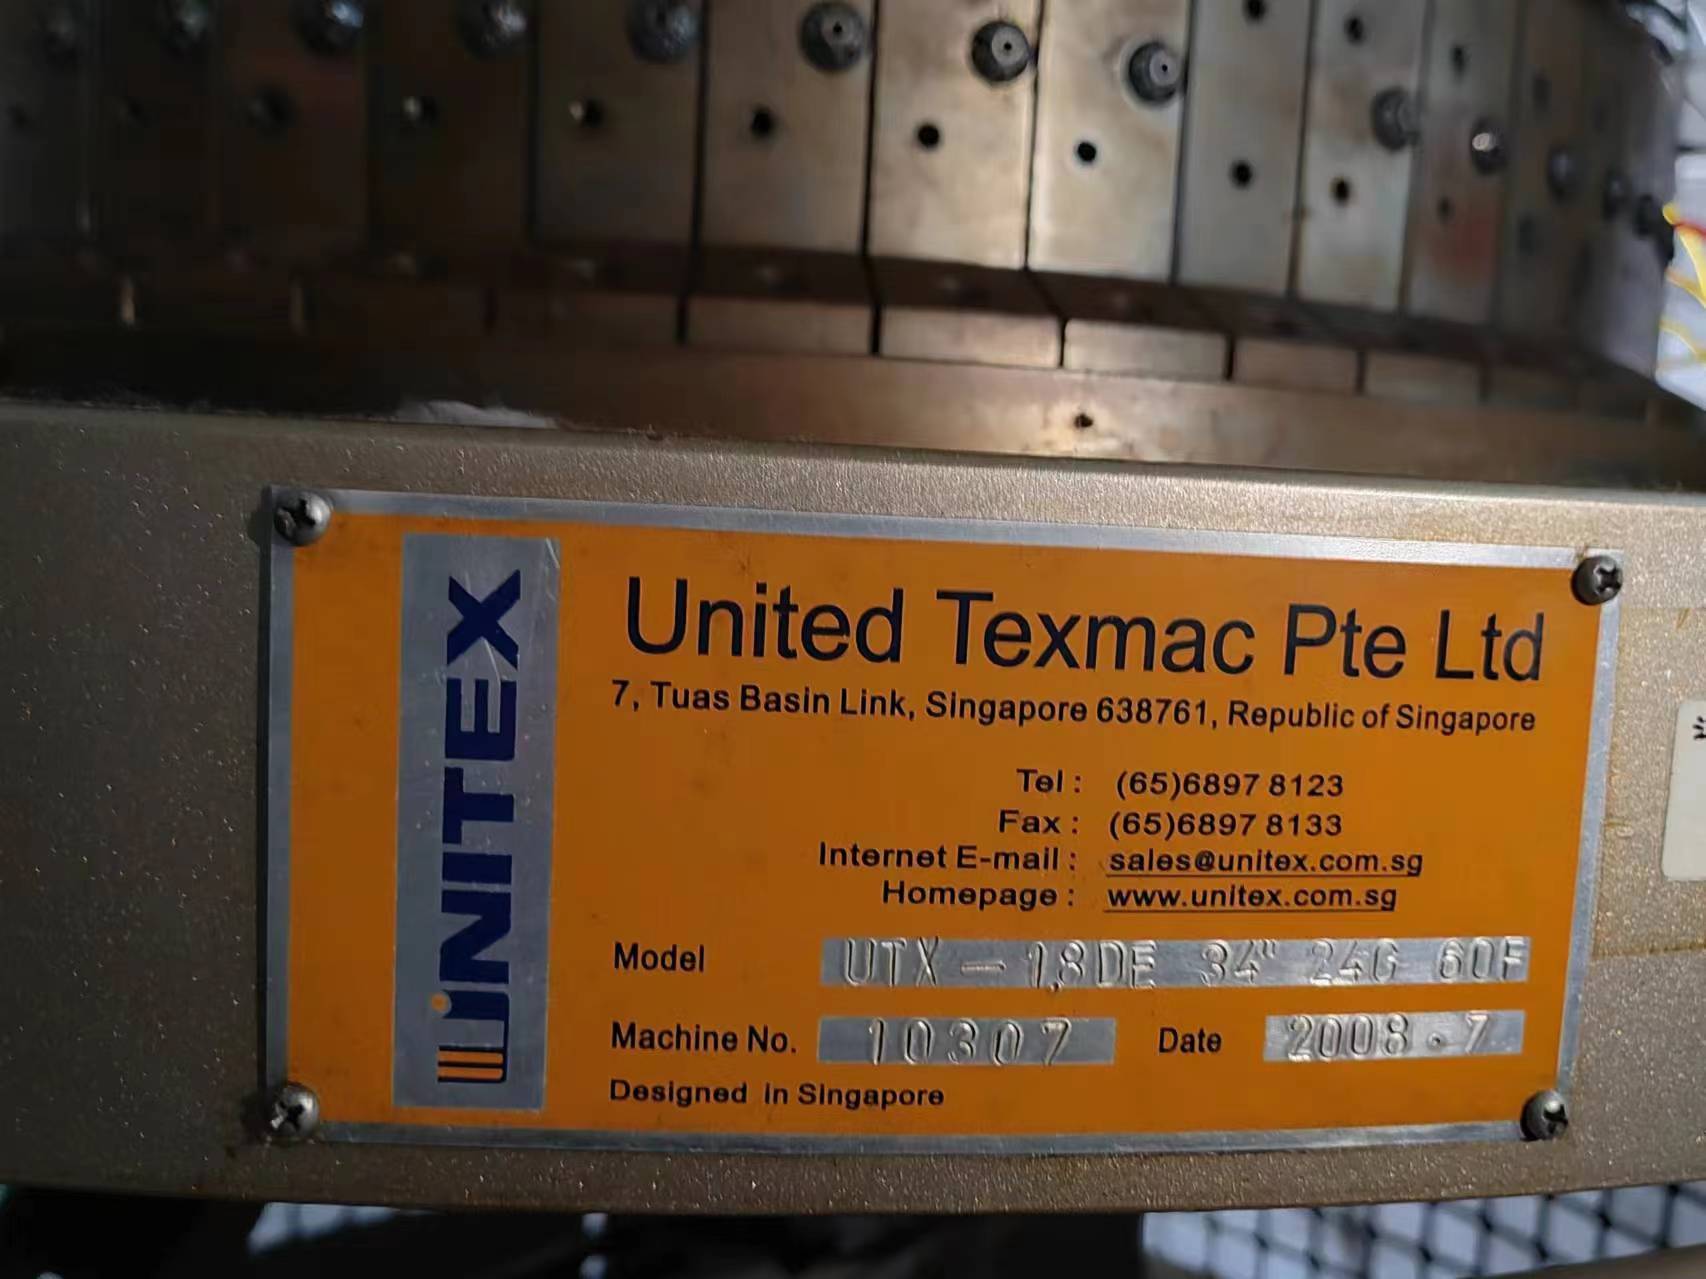 UNITEX
United Texmac Pte Ltd
7, Tuas Basin Link, Singapore 638761, Republic of Singapore
Tel : (65)6897 8123
Fax : (65)6897 8133
Internet E-mail : sales@unitex.com.sg
Homepage : www.unitex.com.sg
Model UTX - 1.8DE 34" 24G 60F
Machine No. 10307 Date 2008.7
Designed in Singapore